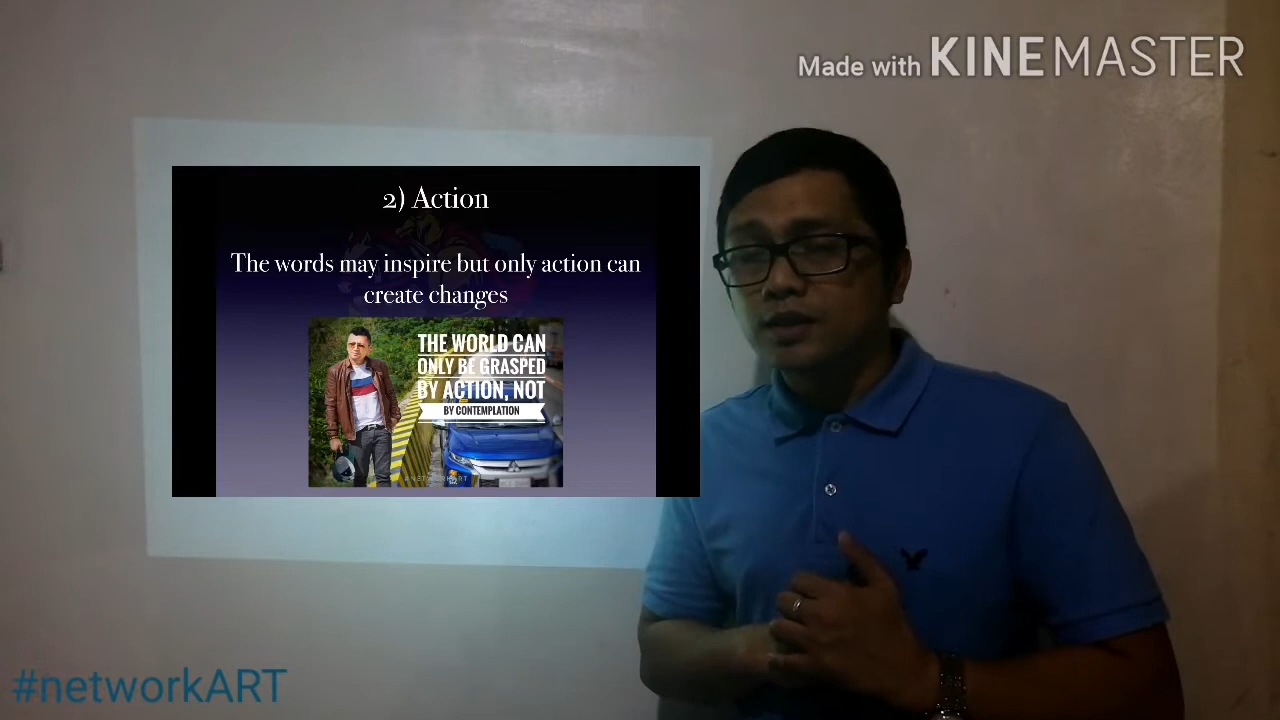 Made with KINEMASTER
2) Action
The words may inspire but only action can
create changes
THE WORLD CAN
ONLY BE GRASPED
BY ACTION, NOT
BY CONTEMPLATION
#networkART